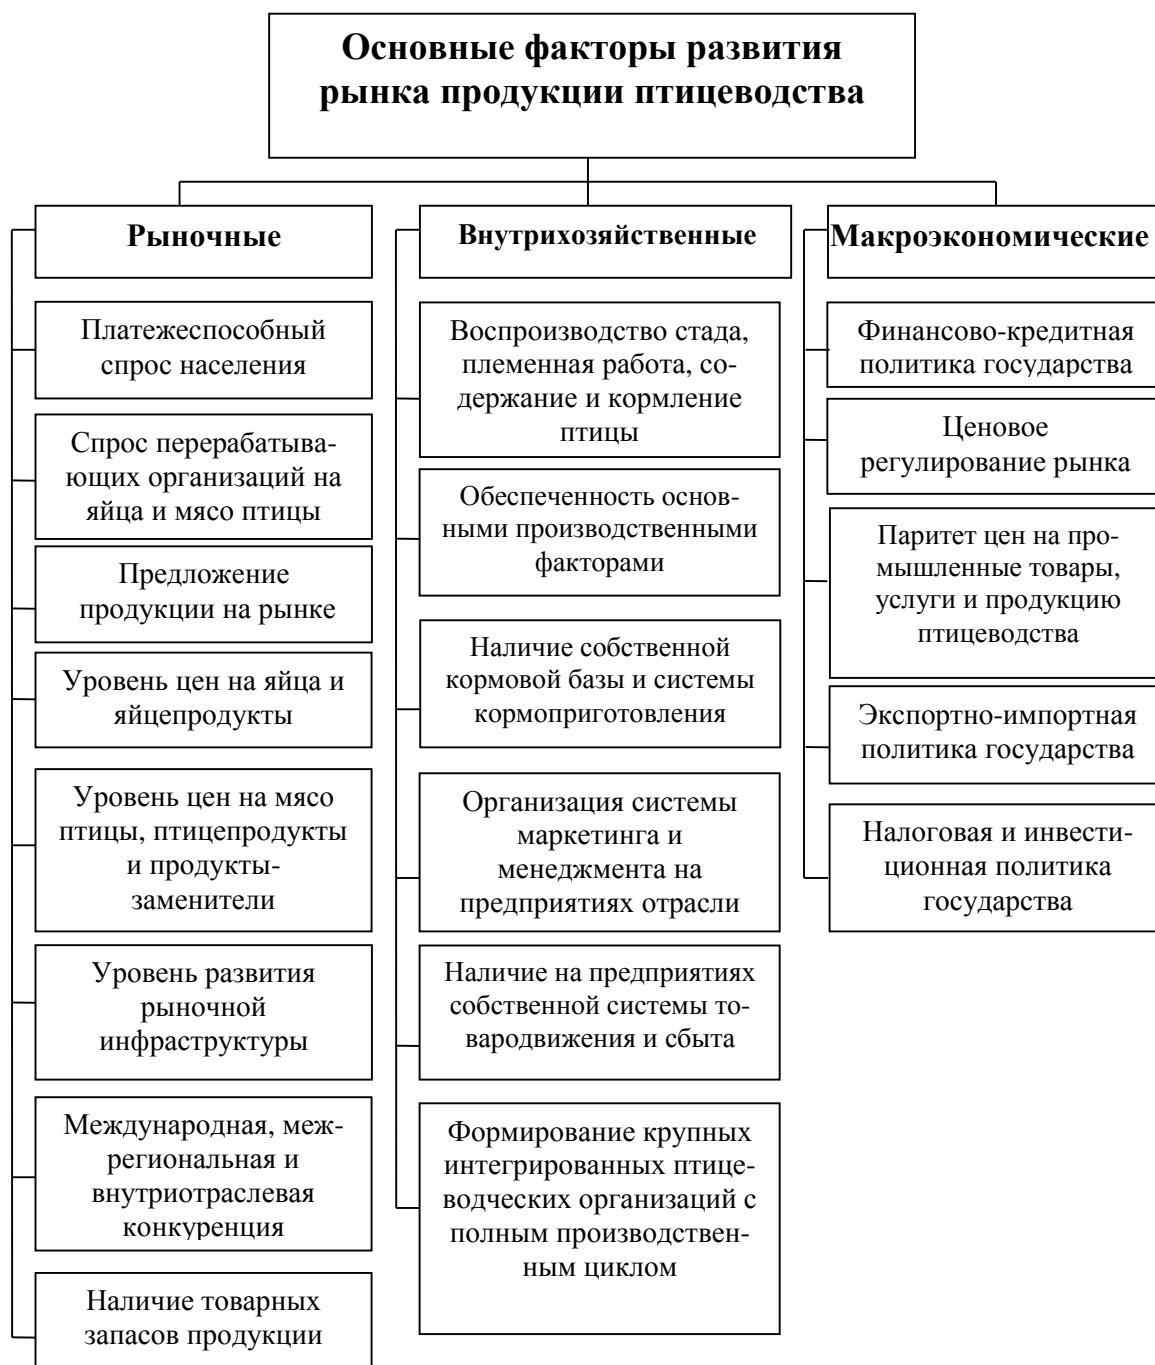 Основные факторы развития
рынка продукции птицеводства
Рыночные
Платежеспособный
спрос населения
Спрос перерабатыва-
ющих организаций на
яйца и мясо птицы
Предложение
продукции на рынке
Уровень цен на яйца и
яйцепродукты
Уровень цен на мясо
птицы, птицепродукты
и продукты-
заменители
Уровень развития
рыночной
инфраструктуры
Международная, меж-
региональная и
внутриотраслевая
конкуренция
Наличие товарных
запасов продукции
Внутрихозяйственные
Воспроизводство стада,
племенная работа, со-
держание и кормление
птицы
Обеспеченность основ-
ными производственными
факторами
Наличие собственной
кормовой базы и системы
кормоприготовления
Организация системы
маркетинга и
менеджмента на
предприятиях отрасли
Наличие на предприятиях
собственной системы то-
вародвижения и сбыта
Формирование крупных
интегрированных птице-
водческих организаций с
полным производствен-
ным циклом
Макроэкономические
Финансово-кредитная
политика государства
Ценовое
регулирование рынка
Паритет цен на про-
мышленные товары,
услуги и продукцию
птицеводства
Экспортно-импортная
политика государства
Налоговая и инвести-
ционная политика
государства